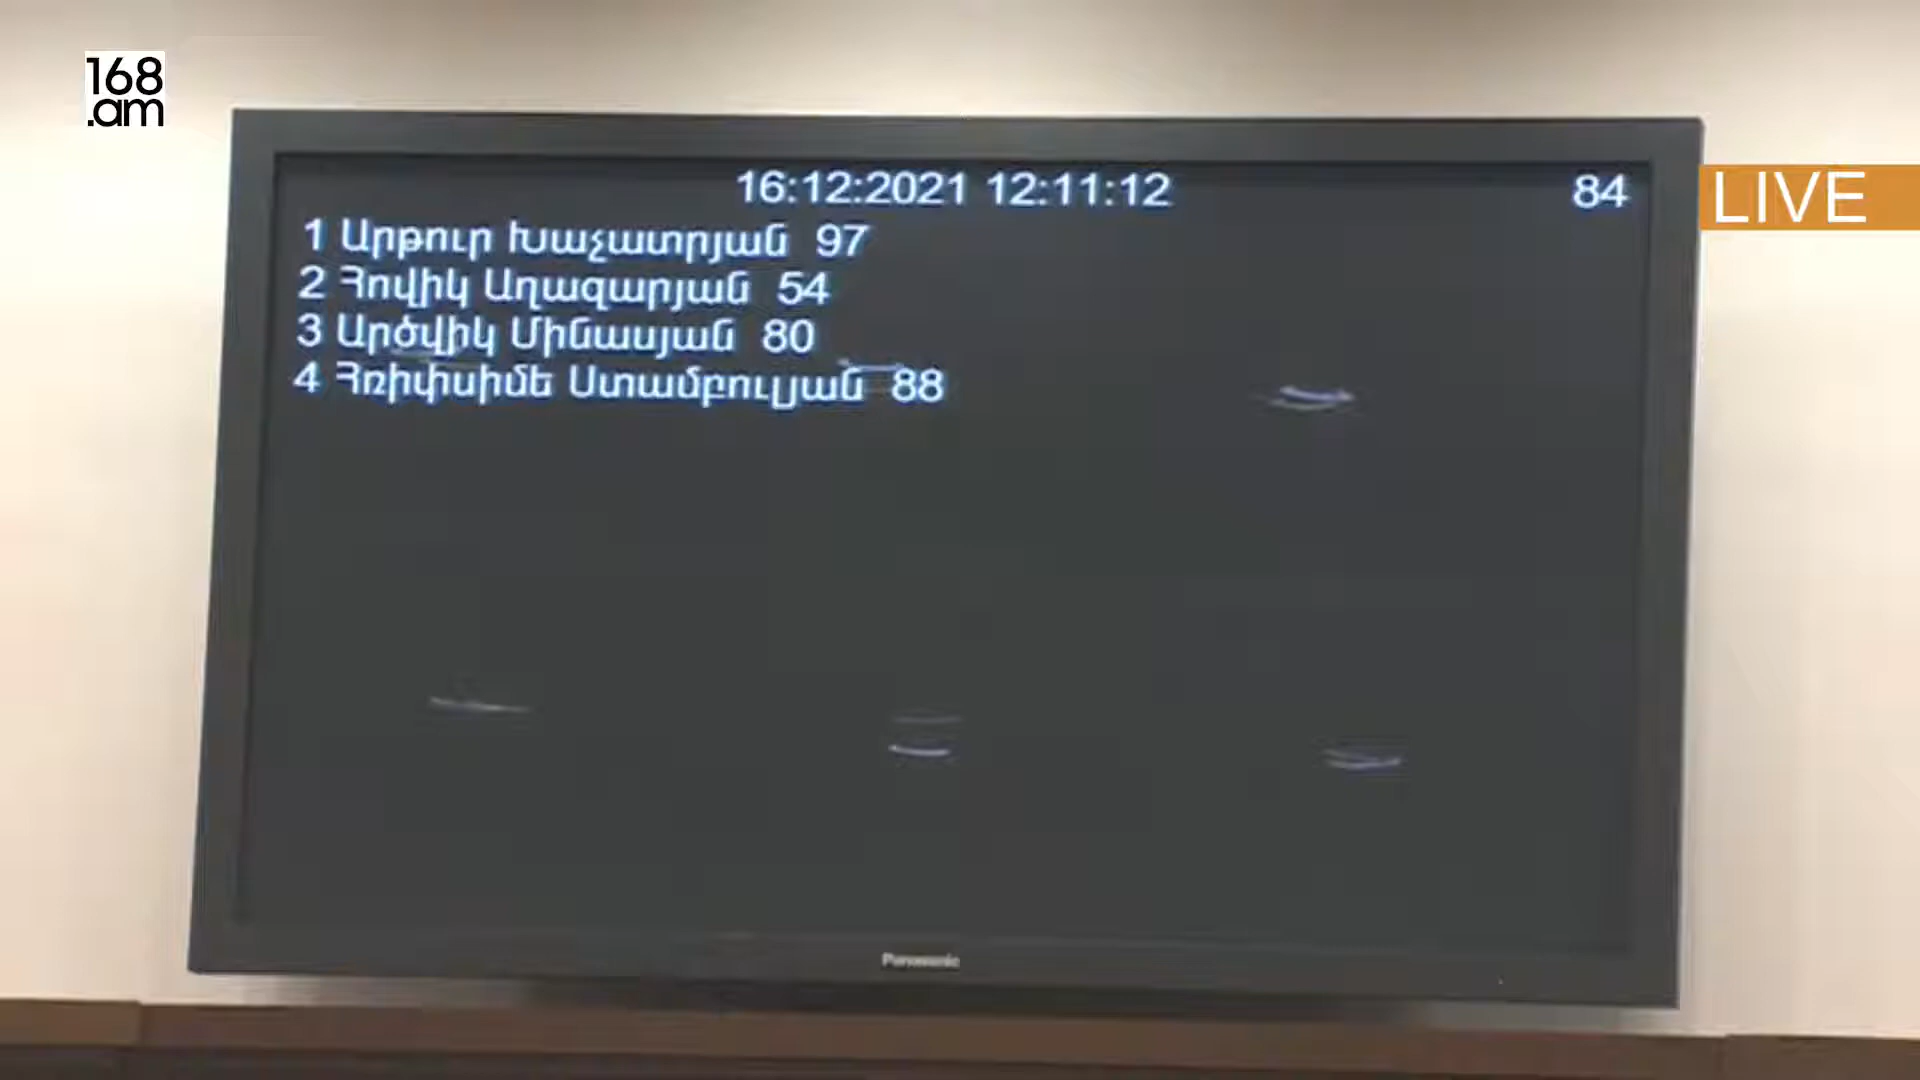 168
.am
16:12:2021 12:11:12 84
LIVE
1 Արթուր Խաչատրյան 97
2 Հովիկ Աղազարյան 54
3 Արծվիկ Մինասյան 80
4 Հռիփսիմե Ստամբուլյան 88
Panasonic